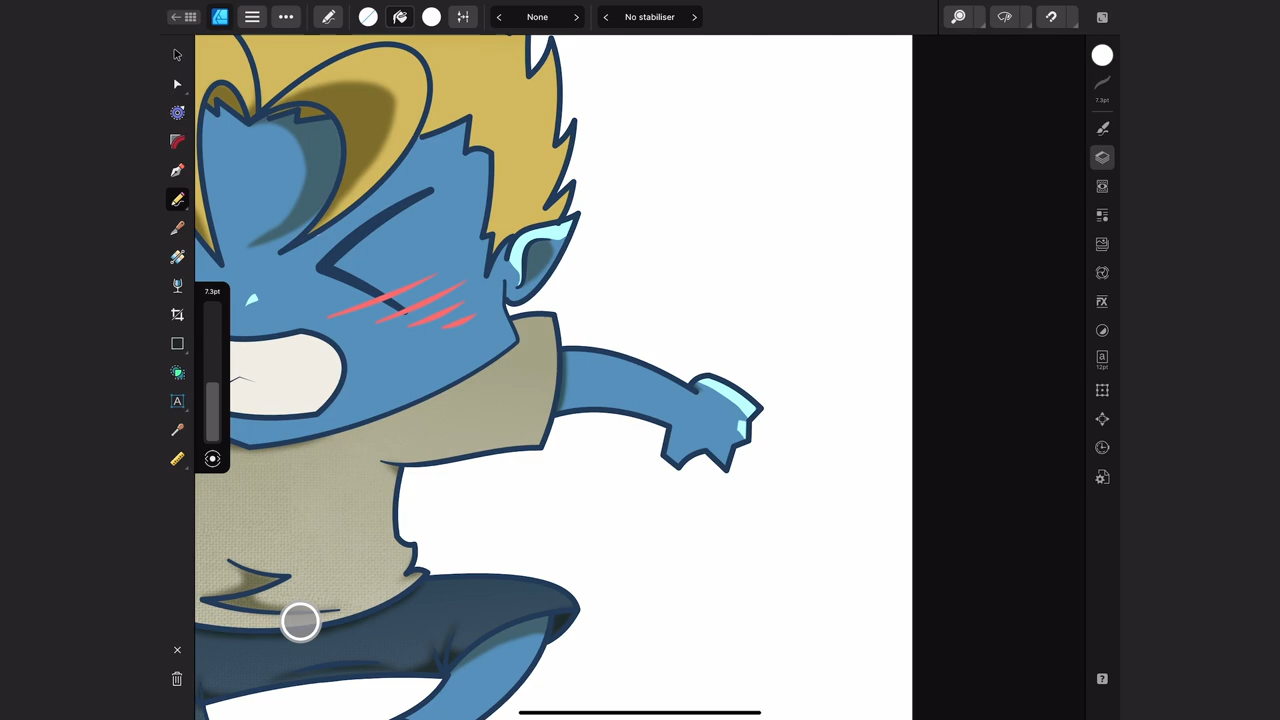 None
No stabiliser
7.3pt
7.3pt
a
12pt
A
?